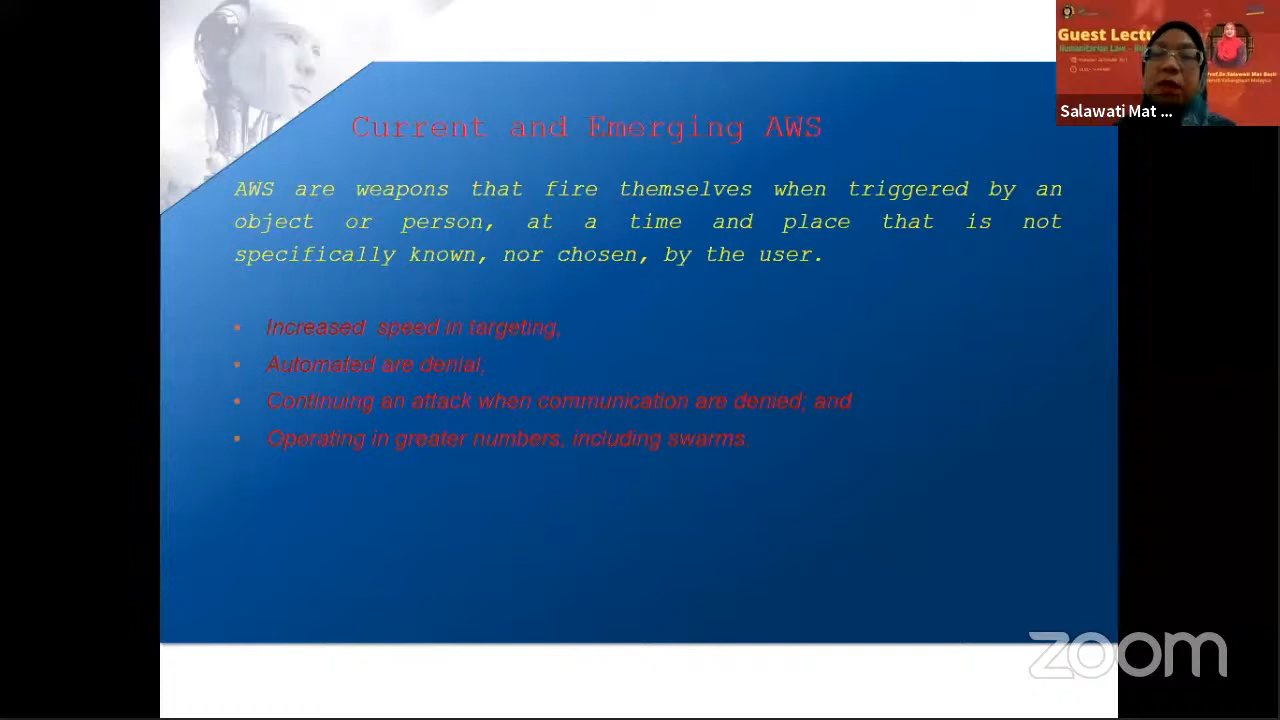 Current and Emerging AWS
AWS are weapons that fire themselves when triggered by an
object or person, at a time and place that is not
specifically known, nor chosen, by the user.
• Increased speed in targeting,
• Automated are denial,
• Continuing an attack when communication are denied; and
• Operating in greater numbers, including swarms.
Guest Lectu
Humanitarian Law
Prof.Dr.Salawati Mat Basir
Salawati Mat ...
zoom